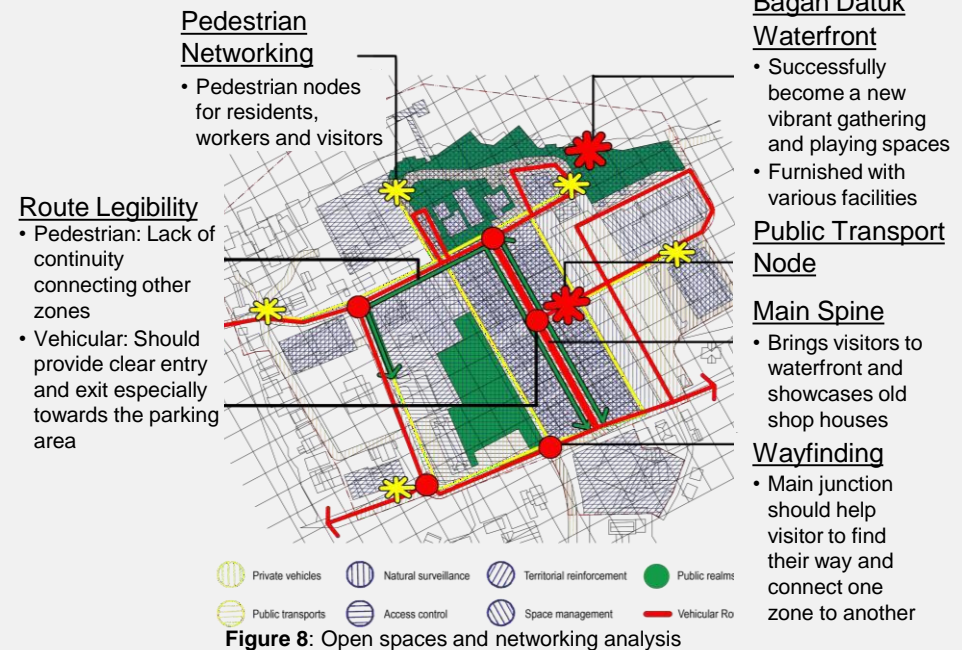 Pedestrian
Networking
• Pedestrian nodes
for residents,
workers and visitors
Route Legibility
• Pedestrian: Lack of
continuity
connecting other
zones
• Vehicular: Should
provide clear entry
and exit especially
towards the parking
area
Bagan Datuk
Waterfront
• Successfully
become a new
vibrant gathering
and playing spaces
• Furnished with
various facilities
Public Transport
Node
Main Spine
• Brings visitors to
waterfront and
showcases old
shop houses
Wayfinding
• Main junction
should help
visitor to find
their way and
connect one
zone to another
Private vehicles Natural surveillance Territorial reinforcement Public realms
Public transports Access control Space management Vehicular Ro
Figure 8: Open spaces and networking analysis